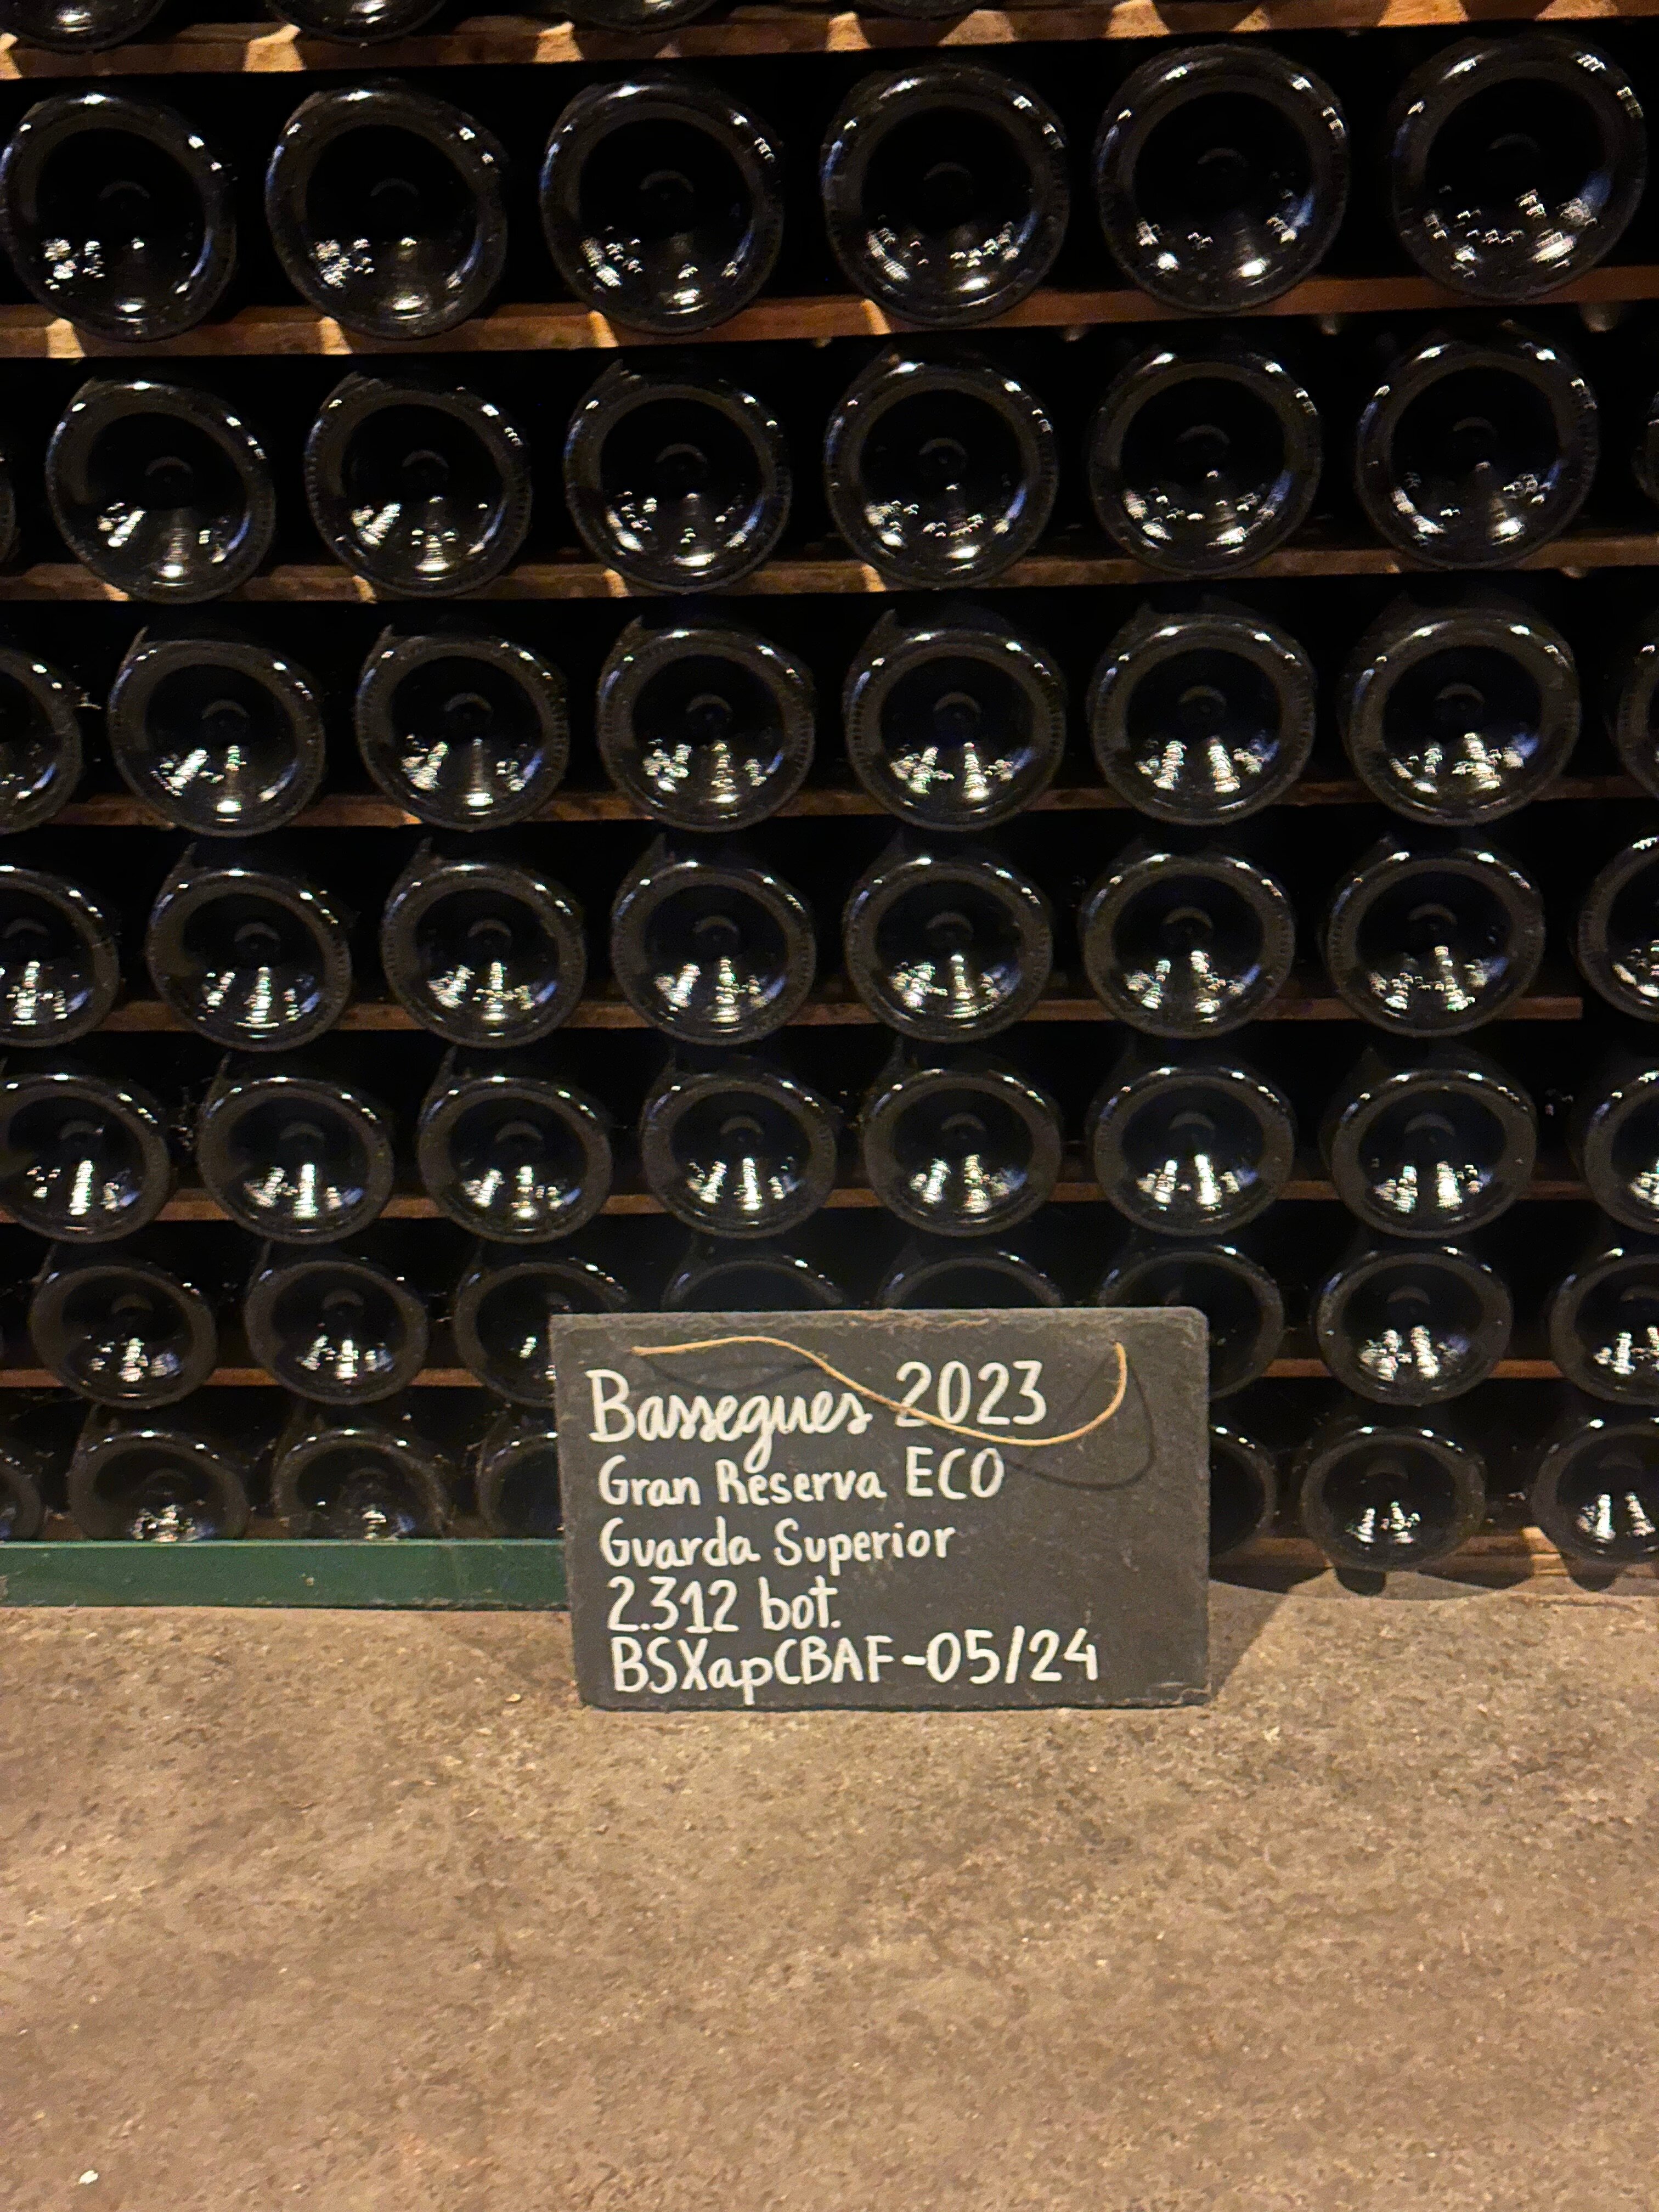 Bassegues 2023
Gran Reserva ECO
Guarda Superior
2.312 bot.
BSXapCBAF-05/24